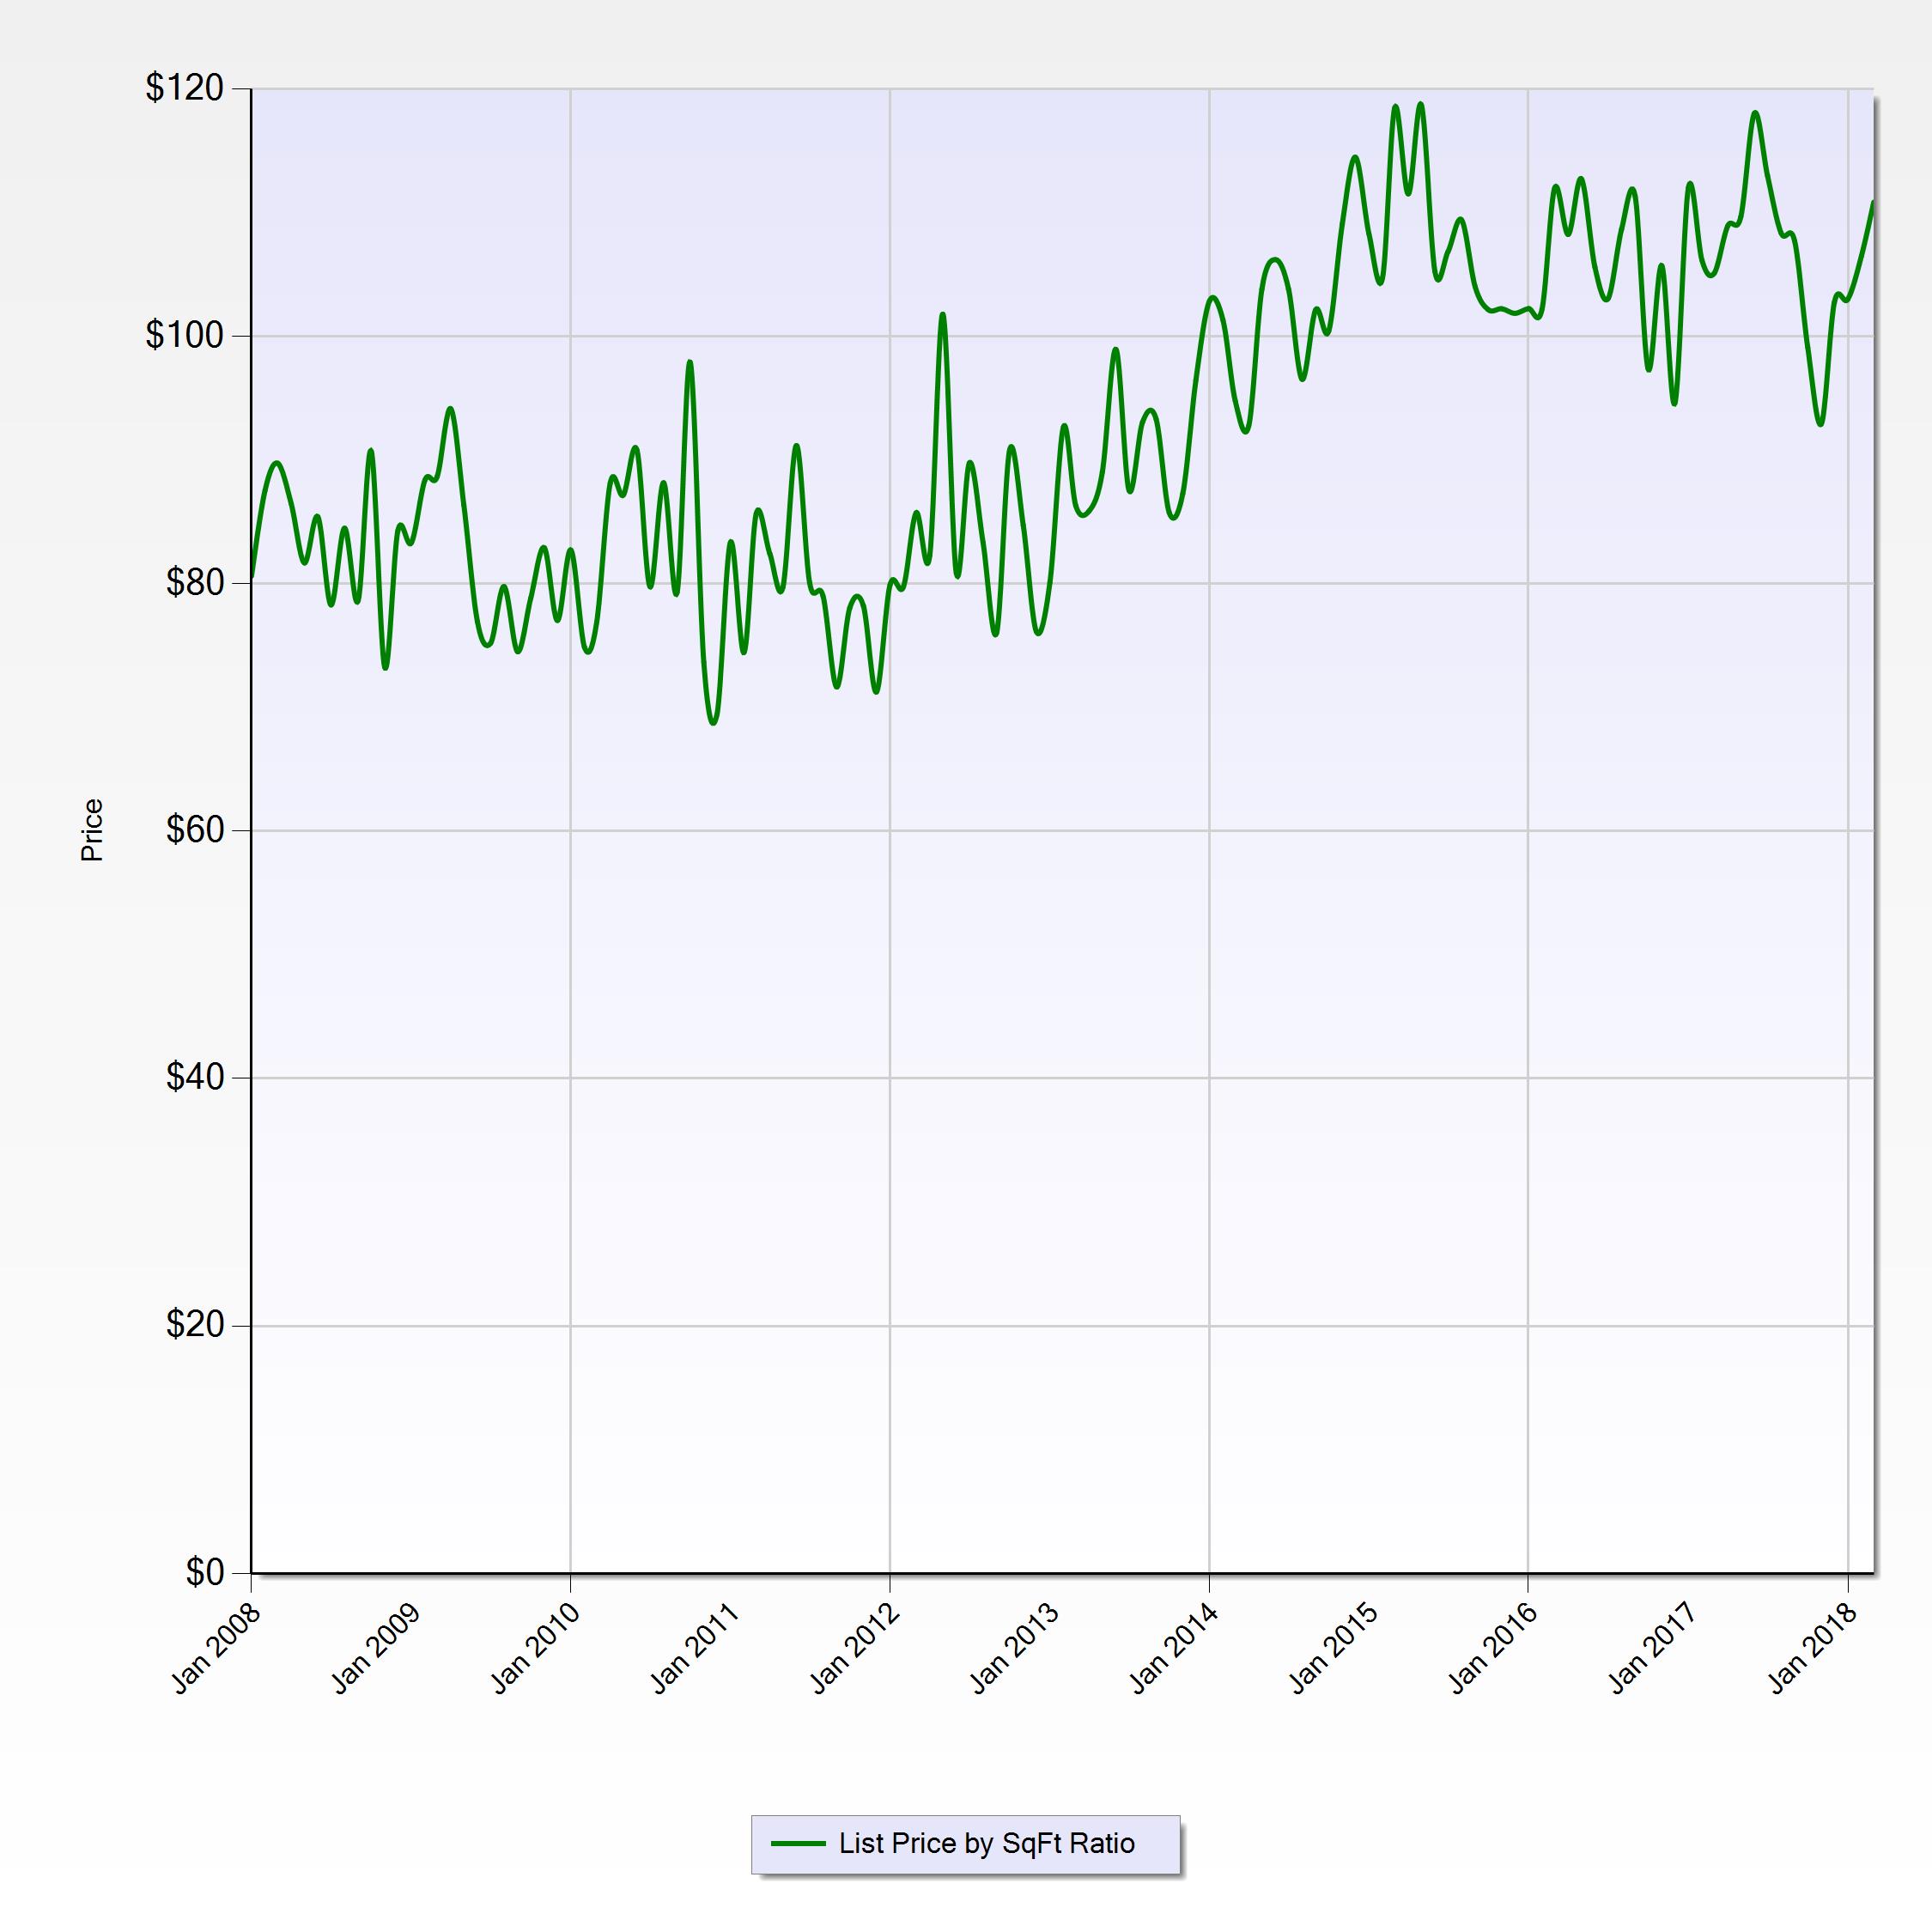 $120
$100
$80
$60
$40
$20
$0
Price
Jan 2008
Jan 2009
Jan 2010
Jan 2011
Jan 2012
Jan 2013
Jan 2014
Jan 2015
Jan 2016
Jan 2017
Jan 2018
List Price by SqFt Ratio